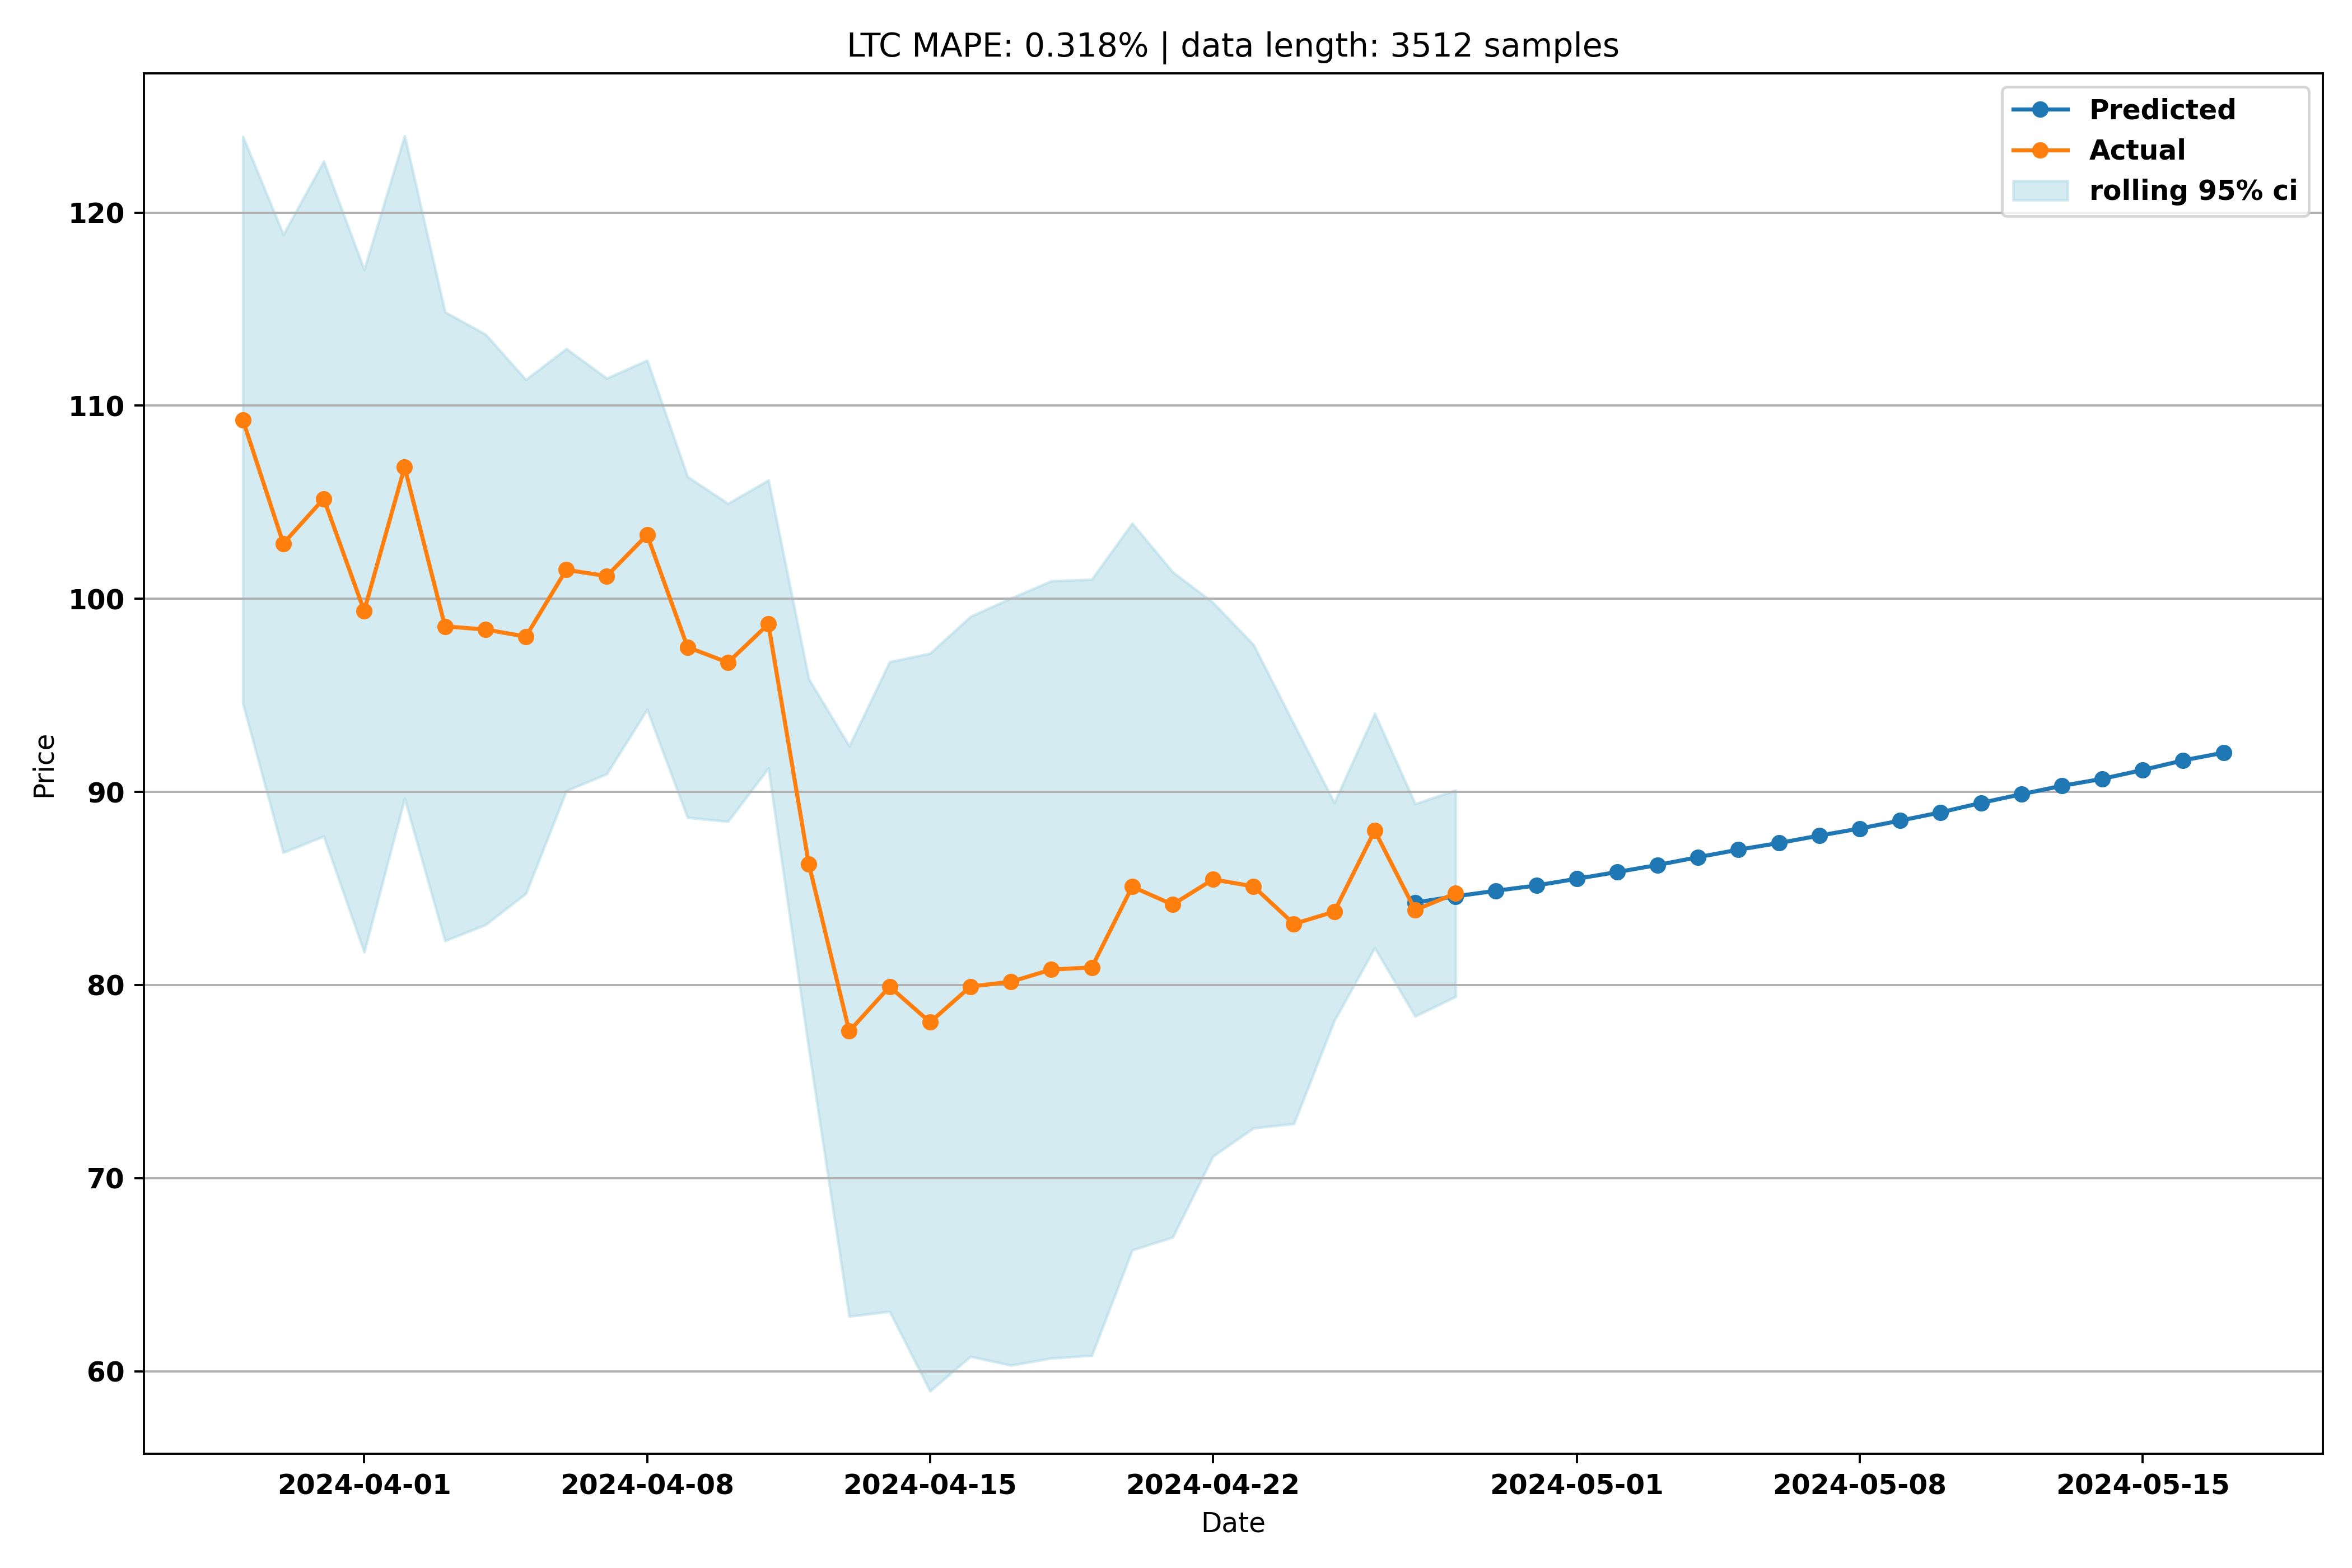 LTC MAPE: 0.318% | data length: 3512 samples
Predicted
Actual
rolling 95% ci
120
110
100
90
80
70
60
Price
2024-04-01
2024-04-08
2024-04-15
2024-04-22
2024-05-01
2024-05-08
2024-05-15
Date